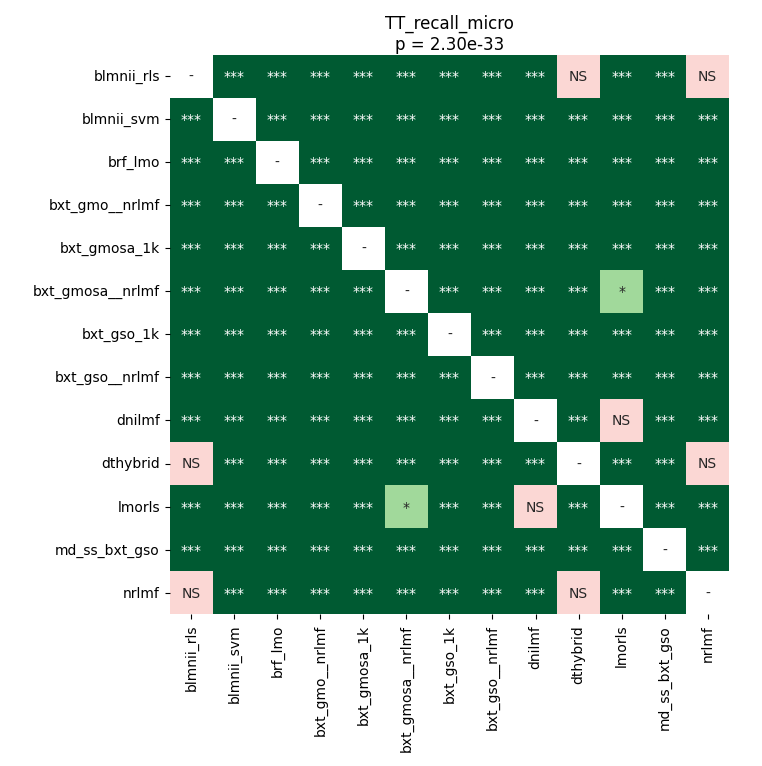 TT_recall_micro
p = 2.30e-33
blmnii_rls - *** *** *** *** *** *** *** *** NS *** *** NS
blmnii_svm *** - *** *** *** *** *** *** *** *** *** *** ***
brf_lmo *** *** - *** *** *** *** *** *** *** *** *** ***
bxt_gmo__nrlmf *** *** *** - *** *** *** *** *** *** *** *** ***
bxt_gmosa_1k *** *** *** *** - *** *** *** *** *** *** *** ***
bxt_gmosa__nrlmf *** *** *** *** *** - *** *** *** *** * *** ***
bxt_gso_1k *** *** *** *** *** *** - *** *** *** *** *** ***
bxt_gso__nrlmf *** *** *** *** *** *** *** - *** *** *** *** ***
dnilmf *** *** *** *** *** *** *** *** - *** NS *** ***
dthybrid NS *** *** *** *** *** *** *** *** - *** *** NS
lmorls *** *** *** *** *** * *** *** NS *** - *** ***
md_ss_bxt_gso *** *** *** *** *** *** *** *** *** *** *** - ***
nrlmf NS *** *** *** *** *** *** *** *** NS *** *** -
blmnii_rls
blmnii_svm
brf_lmo
bxt_gmo__nrlmf
bxt_gmosa_1k
bxt_gmosa__nrlmf
bxt_gso_1k
bxt_gso__nrlmf
dnilmf
dthybrid
lmorls
md_ss_bxt_gso
nrlmf